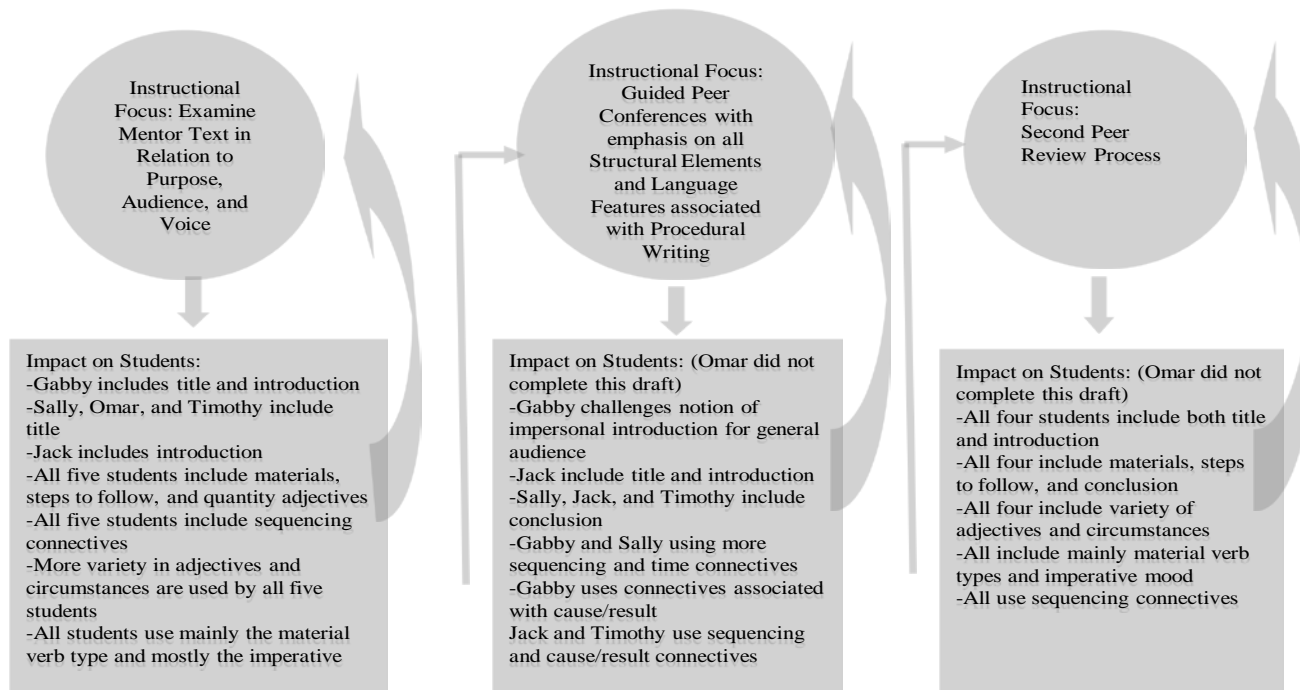 Instructional
Focus: Examine
Mentor Text in
Relation to
Purpose,
Audience, and
Voice
Impact on Students:
-Gabby includes title and introduction
-Sally, Omar, and Timothy include
title
-Jack includes introduction
-All five students include materials,
steps to follow, and quantity adjectives
-All five students include sequencing
connectives
-More variety in adjectives and
circumstances are used by all five
students
-All students use mainly the material
verb type and mostly the imperative
Instructional Focus:
Guided Peer
Conferences with
emphasis on all
Structural Elements
and Language
Features associated
with Procedural
Writing
Impact on Students: (Omar did not
complete this draft)
-Gabby challenges notion of
impersonal introduction for general
audience
-Jack include title and introduction
-Sally, Jack, and Timothy include
conclusion
-Gabby and Sally using more
sequencing and time connectives
-Gabby uses connectives associated
with cause/result
Jack and Timothy use sequencing
and cause/result connectives
Instructional
Focus:
Second Peer
Review Process
Impact on Students: (Omar did not
complete this draft)
-All four students include both title
and introduction
-All four include materials, steps
to follow, and conclusion
-All four include variety of
adjectives and circumstances
-All include mainly material verb
types and imperative mood
-All use sequencing connectives